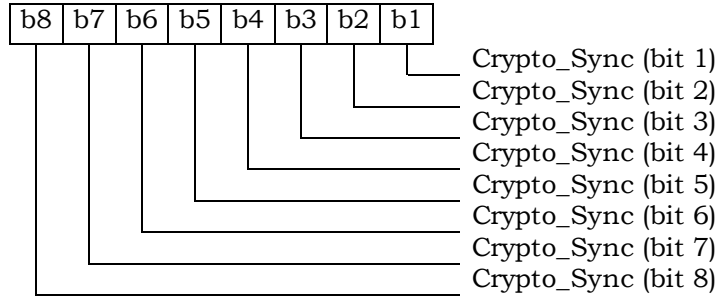 b8 b7 b6 b5 b4 b3 b2 b1
Crypto_Sync (bit 1)
Crypto_Sync (bit 2)
Crypto_Sync (bit 3)
Crypto_Sync (bit 4)
Crypto_Sync (bit 5)
Crypto_Sync (bit 6)
Crypto_Sync (bit 7)
Crypto_Sync (bit 8)